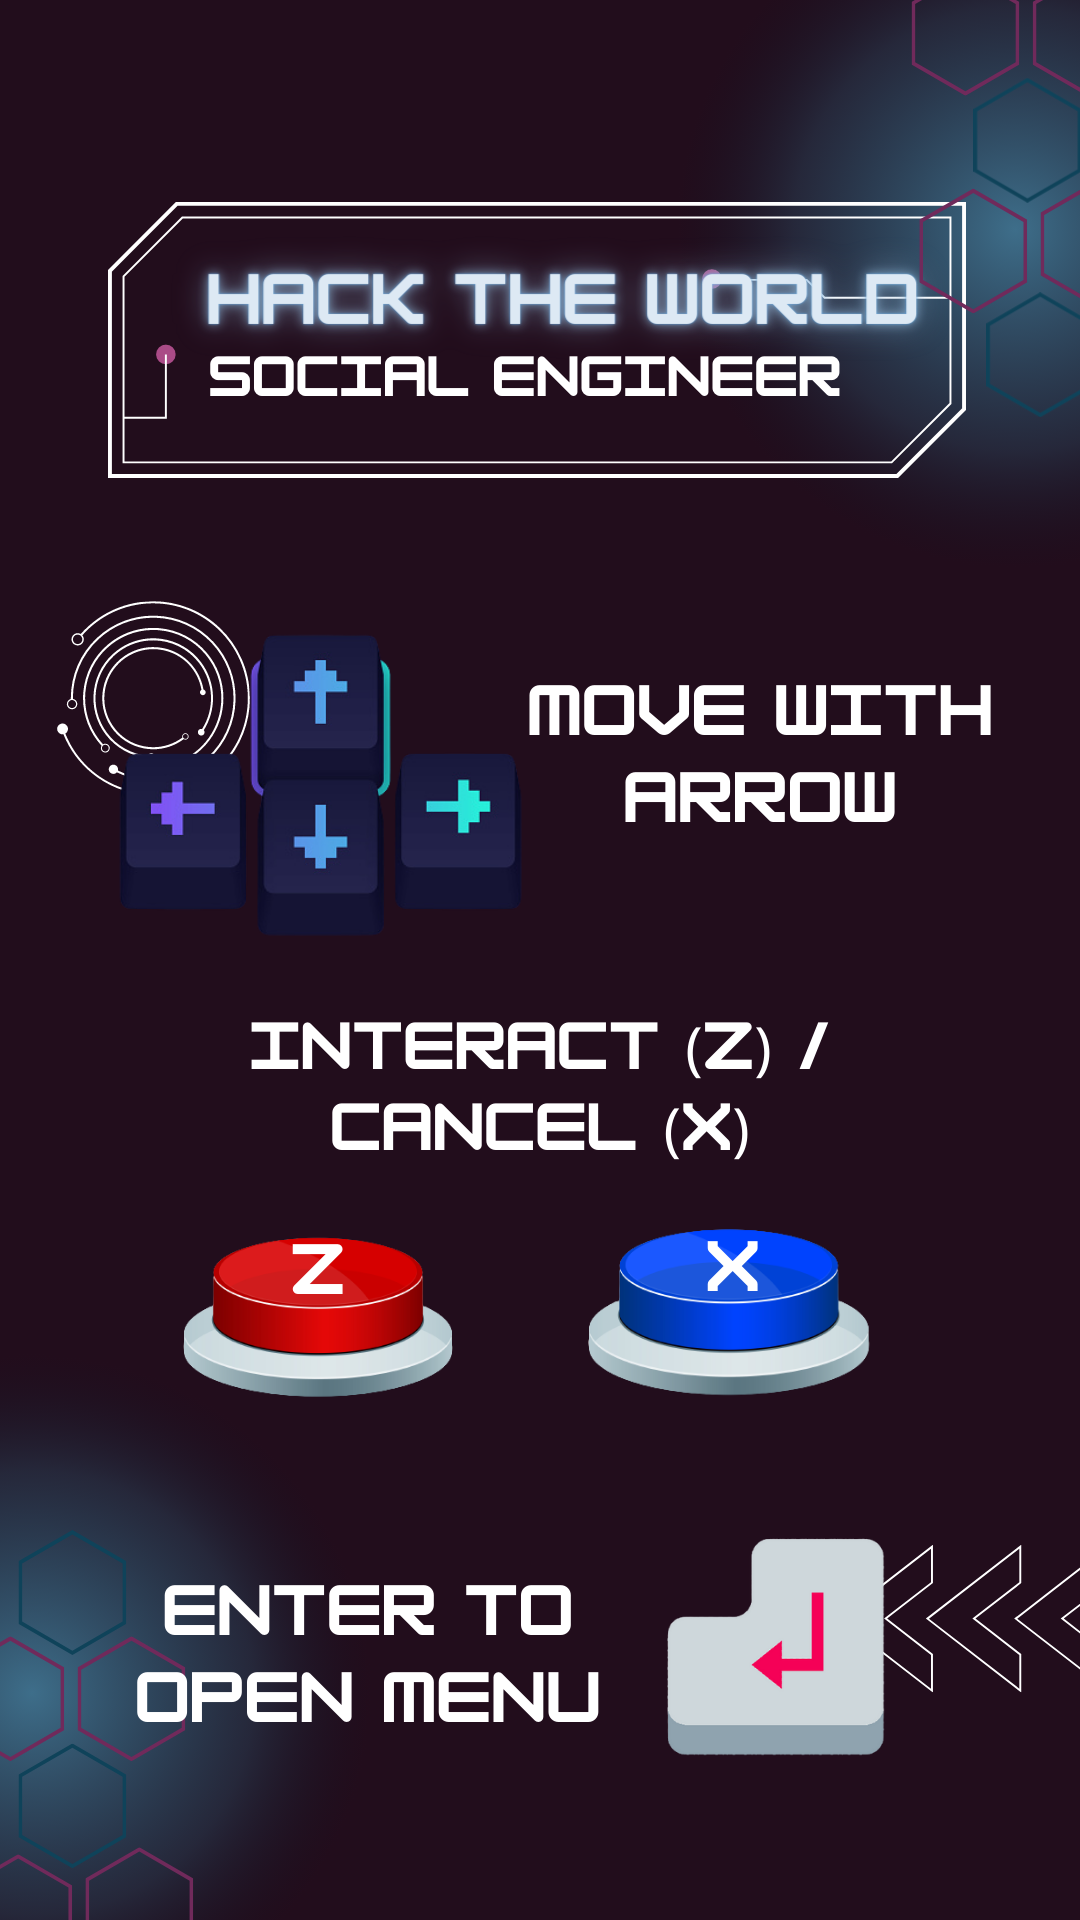 HACK THE WORLD
SOCIAL ENGINEER
MOVE WITH
ARROW
INTERACT (Z) /
CANCEL (X)
Z X
ENTER TO
OPEN MENU